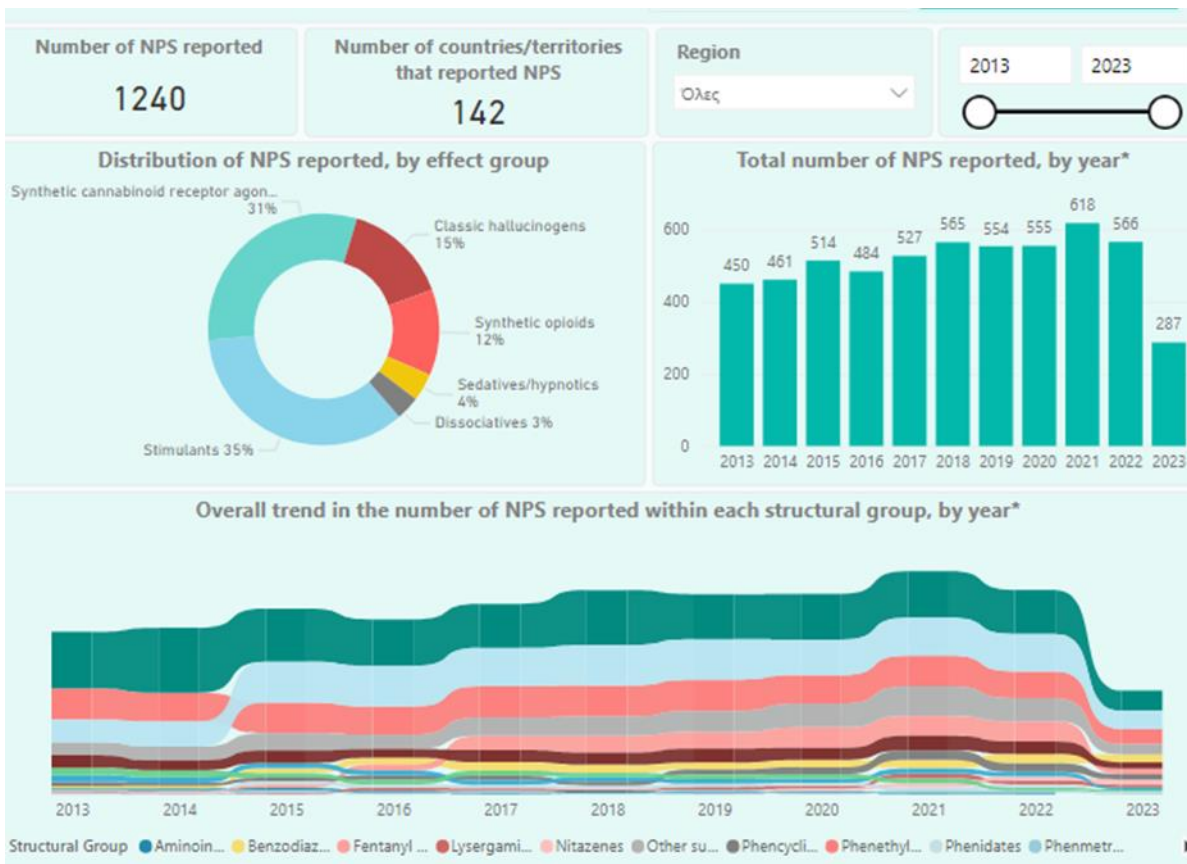 Number of NPS reported
1240
Number of countries/territories
that reported NPS
142
Region
Όλες
2013
2023
Distribution of NPS reported, by effect group
Synthetic cannabinoid receptor agon...
31%
Classic hallucinogens
15%
Synthetic opioids
12%
Sedatives/hypnotics
4%
Dissociatives 3%
Stimulants 35%
Total number of NPS reported, by year*
600
400
200
0
450
461
514
484
527
565
554
555
618
566
287
2013 2014 2015 2016 2017 2018 2019 2020 2021 2022 2023
Overall trend in the number of NPS reported within each structural group, by year*
2013 2014 2015 2016 2017 2018 2019 2020 2021 2022 2023
Structural Group Aminoin... Benzodiaz... Fentanyl ... Lysergami... Nitazenes Other su... Phencycli... Phenethyl... Phenidates Phenmetr...